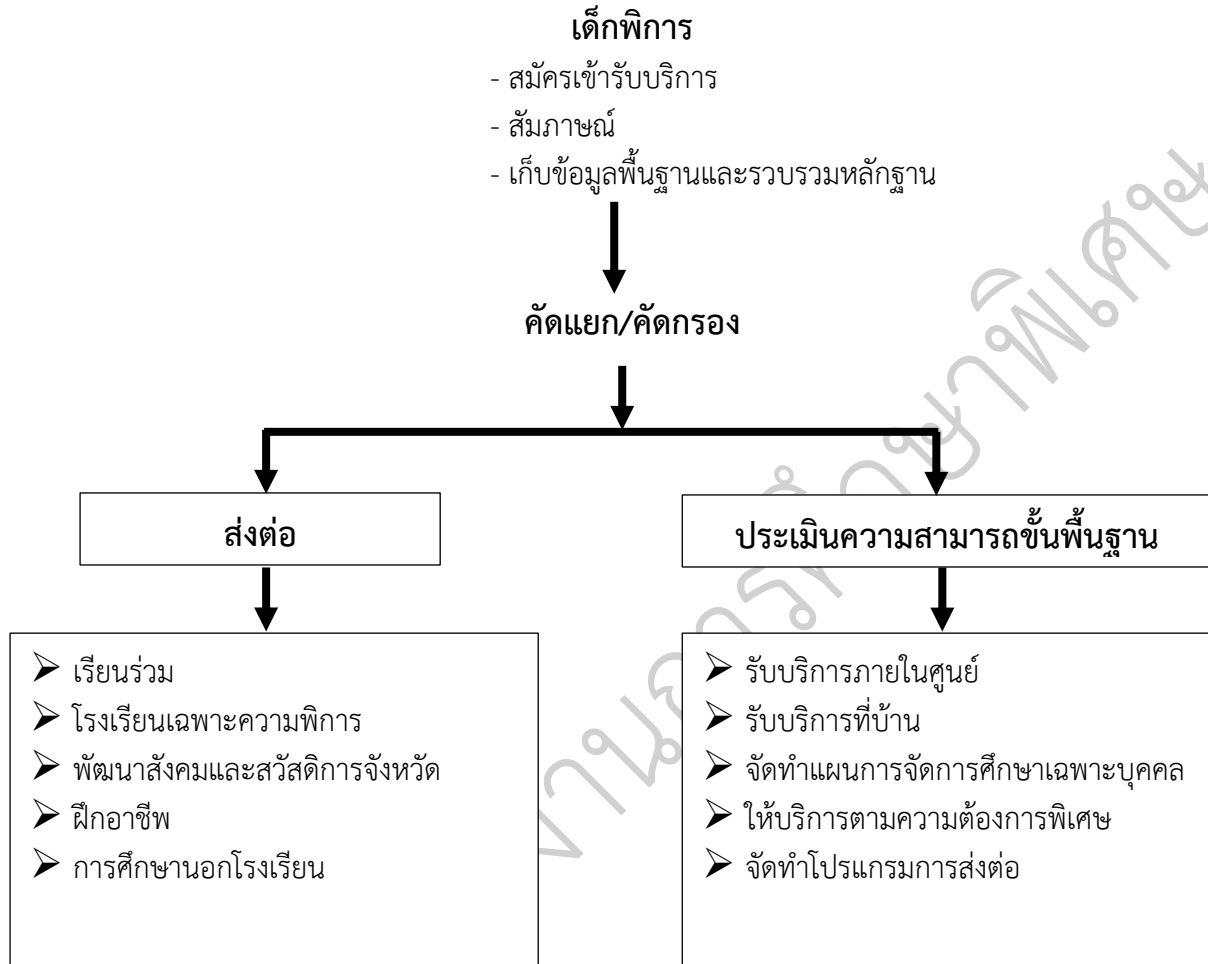 เด็กพิการ
- สมัครเข้ารับบริการ
- สัมภาษณ์
- เก็บข้อมูลพื้นฐานและรวบรวมหลักฐาน
คัดแยก/คัดกรอง
ส่งต่อ
➢ เรียนร่วม
➢ โรงเรียนเฉพาะความพิการ
➢ พัฒนาสังคมและสวัสดิการจังหวัด
➢ ฝึกอาชีพ
➢ การศึกษานอกโรงเรียน
ประเมินความสามารถขั้นพื้นฐาน
➢ รับบริการภายในศูนย์
➢ รับบริการที่บ้าน
➢ จัดทำแผนการจัดการศึกษาเฉพาะบุคคล
➢ ให้บริการตามความต้องการพิเศษ
➢ จัดทำโปรแกรมการส่งต่อ